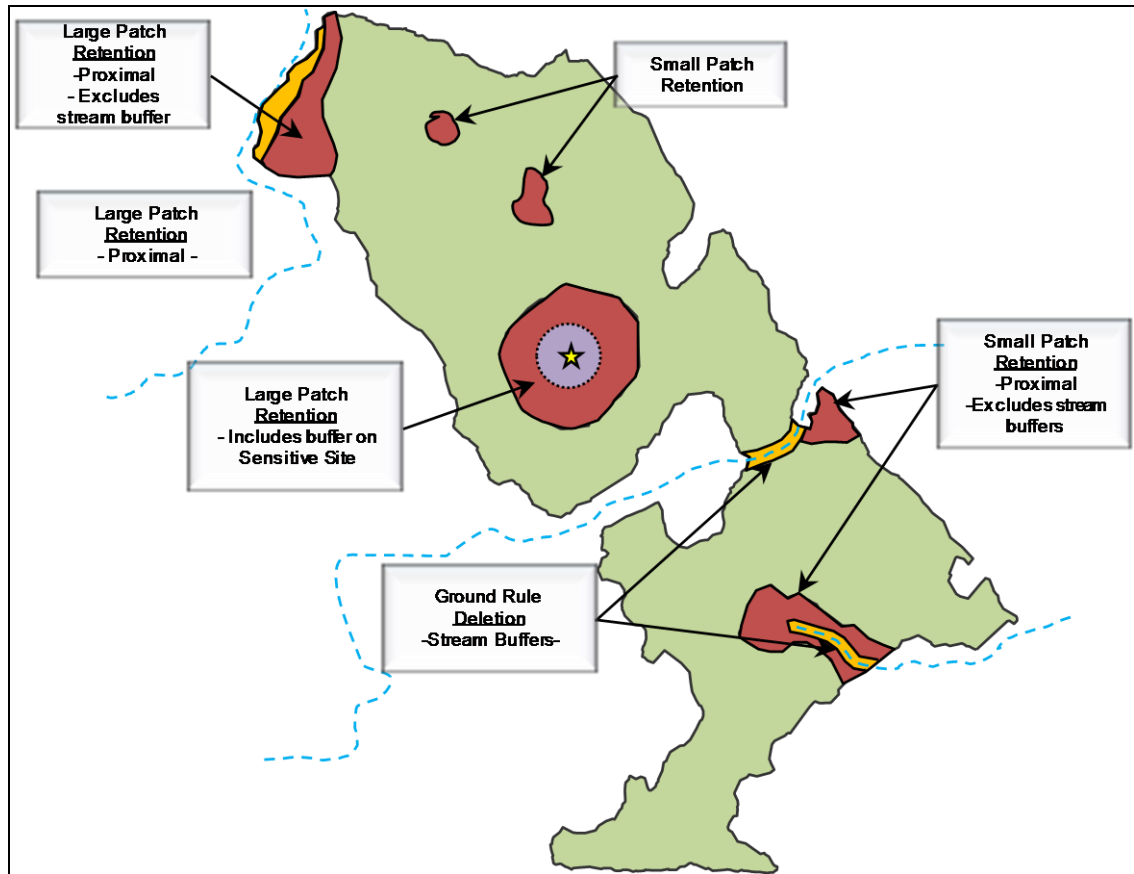 Large Patch
Retention
-Proximal
- Excludes
stream buffer
Small Patch
Retention
Large Patch
Retention
- Proximal -
Large Patch
Retention
- Includes buffer on
Sensitive Site
Small Patch
Retention
-Proximal
-Excludes stream
buffers
Ground Rule
Deletion
-Stream Buffers-